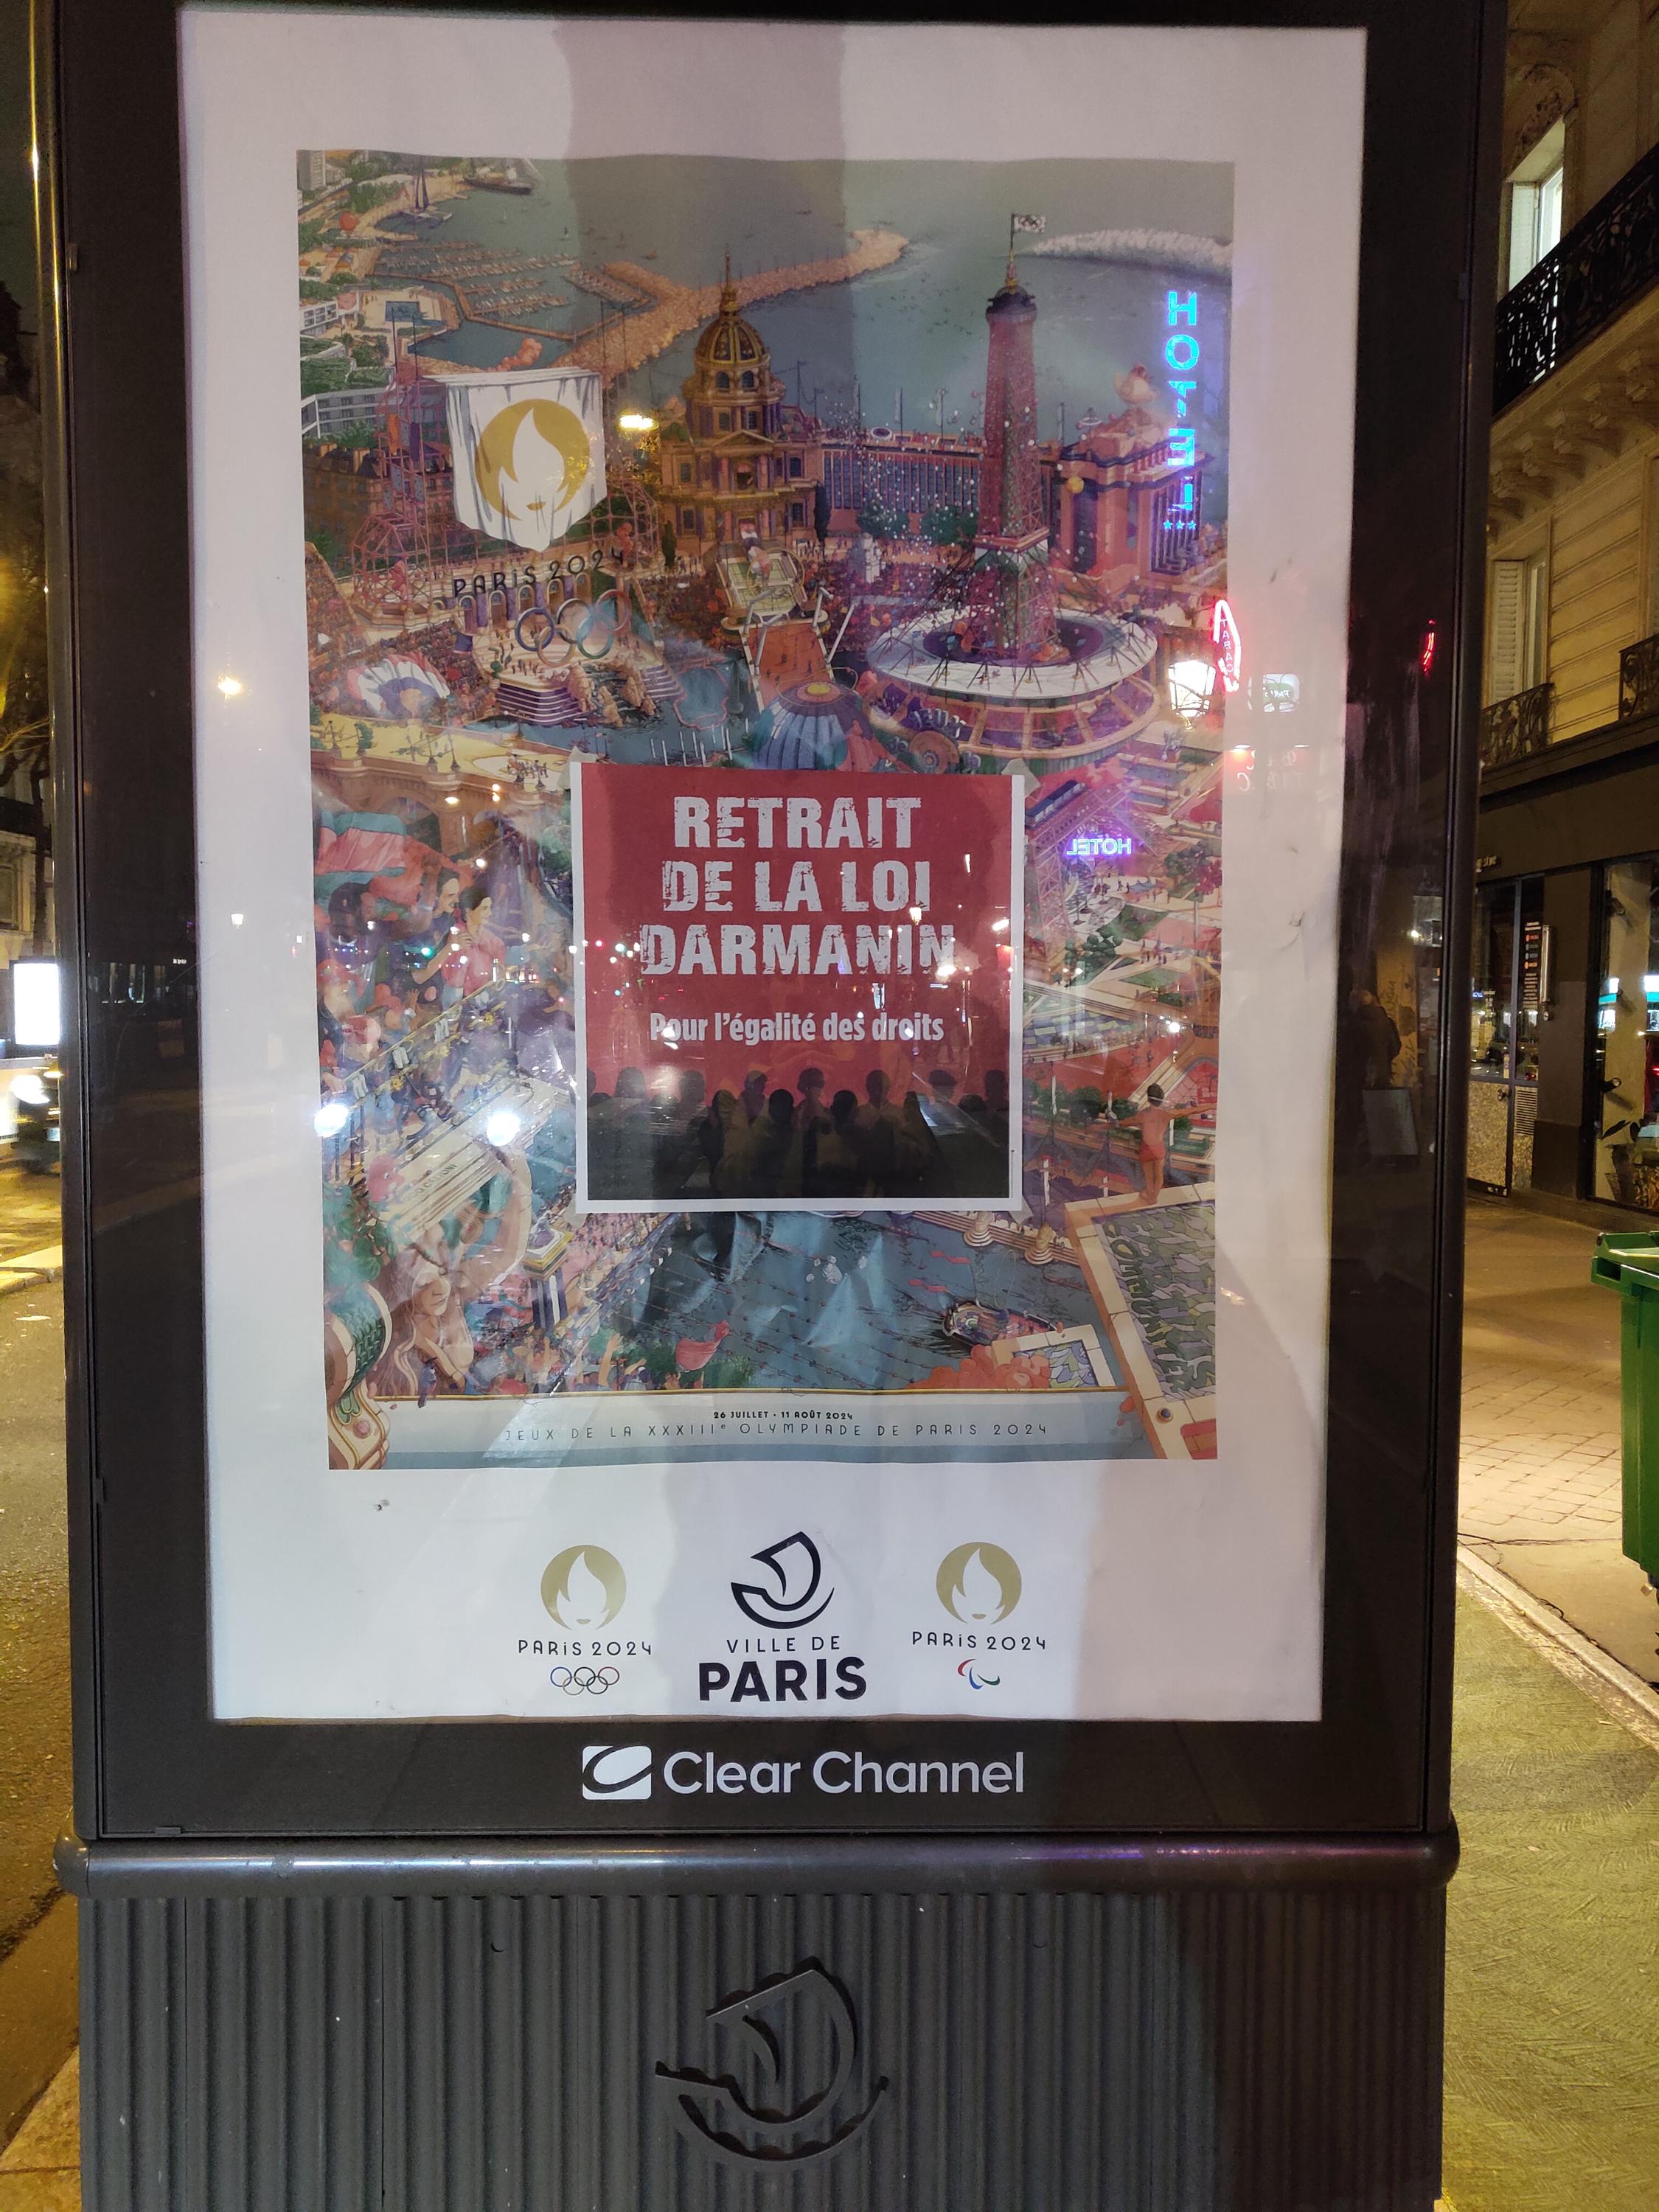 HOTEL
PARIS 2024
TABAC
RETRAIT
DE LA LOI
DARMANIN
HOTEL
Pour l'égalité des droits
26 JUILLET - 11 AOÛT 2024
JEUX DE LA XXXIIIe OLYMPIADE DE PARIS 2024
PARIS 2024
VILLE DE
PARIS
PARIS 2024
Clear Channel